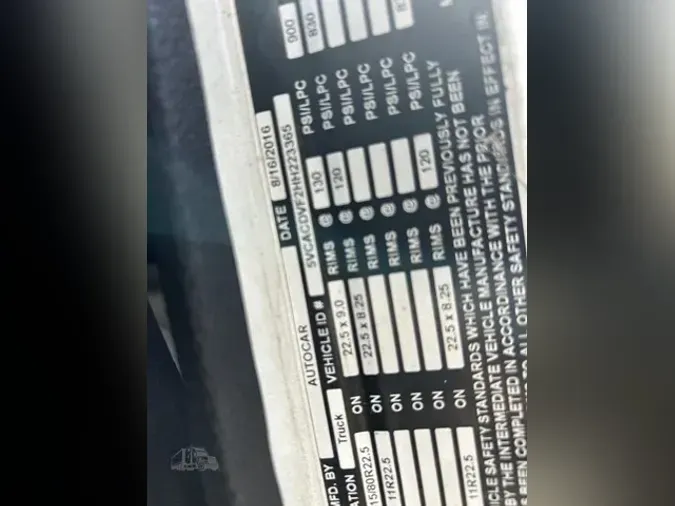 DATE 8/16/2016
MFD. BY AUTOCAR VEHICLE ID # 5VCACDVF2HH223365
Truck
15/80R22.5 ON 22.5 x 9.0 RIMS @ 130 PSI/LPC 900
11R22.5 ON 22.5 x 8.25 RIMS @ 120 PSI/LPC 830
ON RIMS @ PSI/LPC
ON RIMS @ PSI/LPC
ON RIMS @ PSI/LPC
11R22.5 ON 22.5 x 8.25 RIMS @ 120 PSI/LPC
SAFETY STANDARDS WHICH HAVE BEEN PREVIOUSLY FULLY
BY THE INTERMEDIATE VEHICLE MANUFACTURE HAS NOT BEEN
BEEN COMPLETED IN ACCORDANCE WITH THE PRIOR
TO ALL OTHER SAFETY STANDARDS IN EFFECT IN